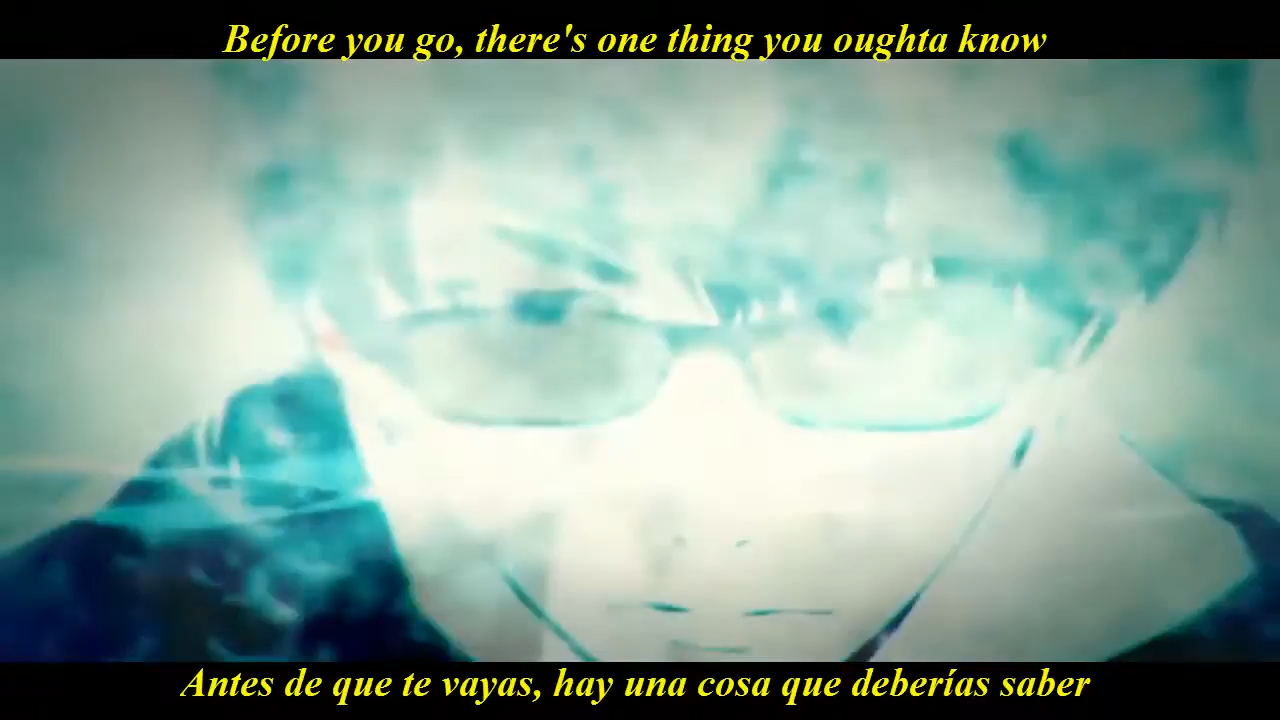 Before you go, there's one thing you oughta know
Antes de que te vayas, hay una cosa que deberías saber